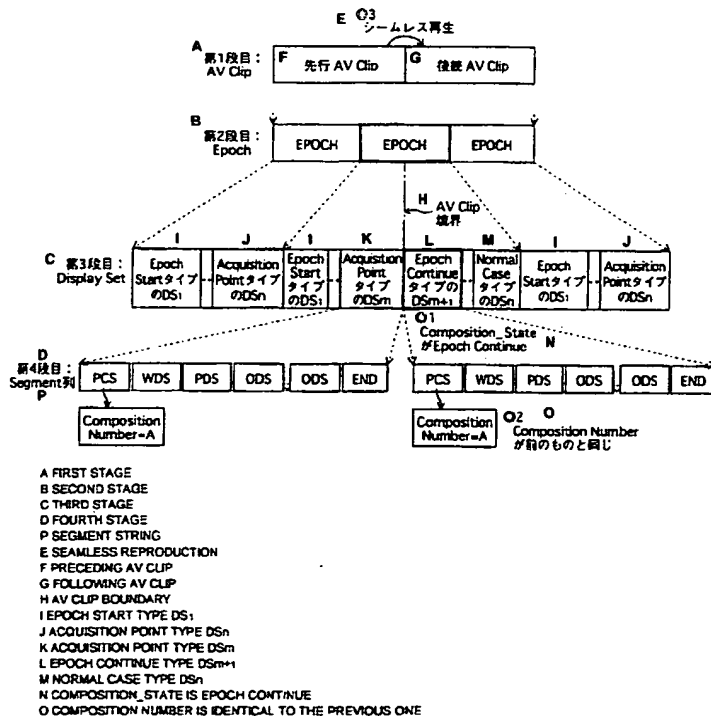 E ○3
シームレス再生
A 第1段目：
AV Clip
F 先行 AV Clip
G 後続 AV Clip
B
第2段目：
Epoch
EPOCH
EPOCH
EPOCH
H AV Clip
境界
I J I K L M I J
C 第3段目：
Display Set
Epoch
Startタイプ
のDS1
Acquisition
Pointタイプ
のDSn
Epoch
Start
タイプ
のDS1
Acquisition
Point
タイプ
のDSm
Epoch
Continue
タイプの
DSm+1
Normal
Case
タイプ
のDSn
Epoch
Startタイプ
のDS1
Acquisition
Pointタイプ
のDSn
○1
Composition_State
がEpoch Continue N
D
第4段目：
Segment列
P
PCS WDS PDS ODS ODS END
PCS WDS PDS ODS ODS END
Composition
Number=A
Composition
Number=A
○2 O
Composition Number
が前のものと同じ
A FIRST STAGE
B SECOND STAGE
C THIRD STAGE
D FOURTH STAGE
P SEGMENT STRING
E SEAMLESS REPRODUCTION
F PRECEDING AV CLIP
G FOLLOWING AV CLIP
H AV CLIP BOUNDARY
I EPOCH START TYPE DS1
J ACQUISITION POINT TYPE DSn
K ACQUISITION POINT TYPE DSm
L EPOCH CONTINUE TYPE DSm+1
M NORMAL CASE TYPE DSn
N COMPOSITION_STATE IS EPOCH CONTINUE
O COMPOSITION NUMBER IS IDENTICAL TO THE PREVIOUS ONE